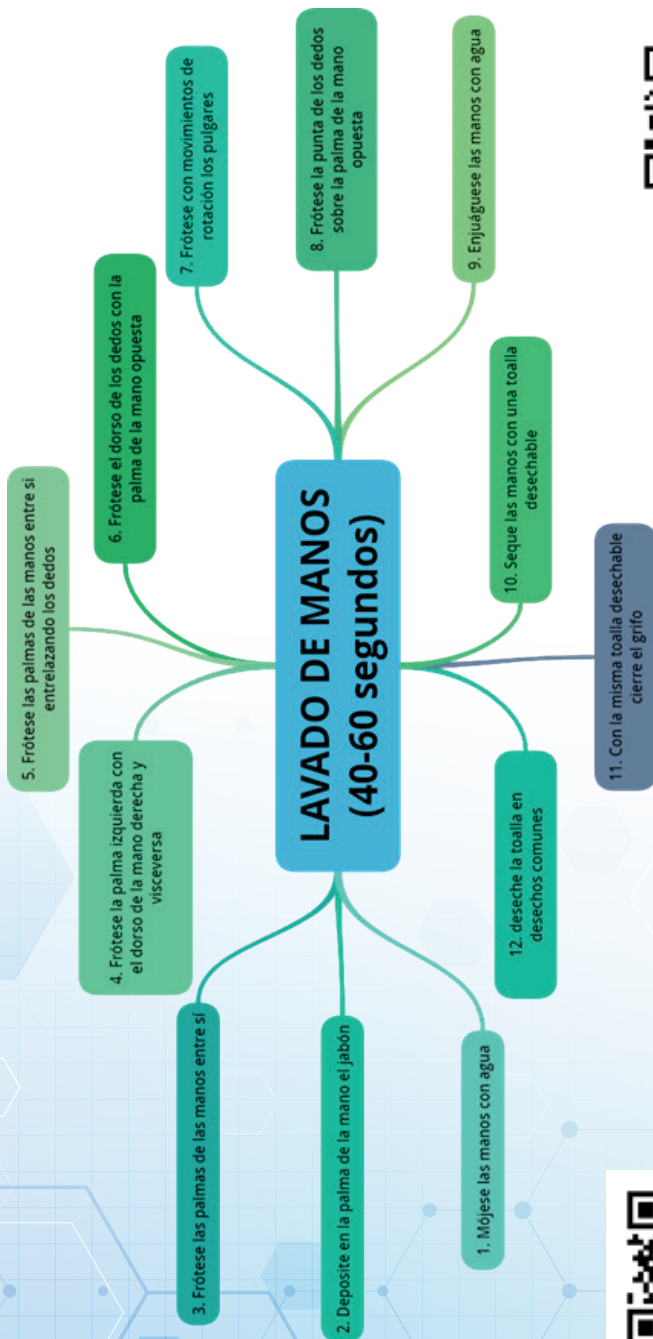 LAVADO DE MANOS
(40-60 segundos)
1. Mójese las manos con agua
2. Deposite en la palma de la mano el jabón
3. Frótese las palmas de las manos entre sí
4. Frótese la palma izquierda con
el dorso de la mano derecha y
visceversa
5. Frótese las palmas de las manos entre sí
entrelazando los dedos
6. Frótese el dorso de los dedos con la
palma de la mano opuesta
7. Frótese con movimientos de
rotación los pulgares
8. Frótese la punta de los dedos
sobre la palma de la mano
opuesta
9. Enjuáguese las manos con agua
10. Seque las manos con una toalla
desechable
11. Con la misma toalla desechable
cierre el grifo
12. deseche la toalla en
desechos comunes